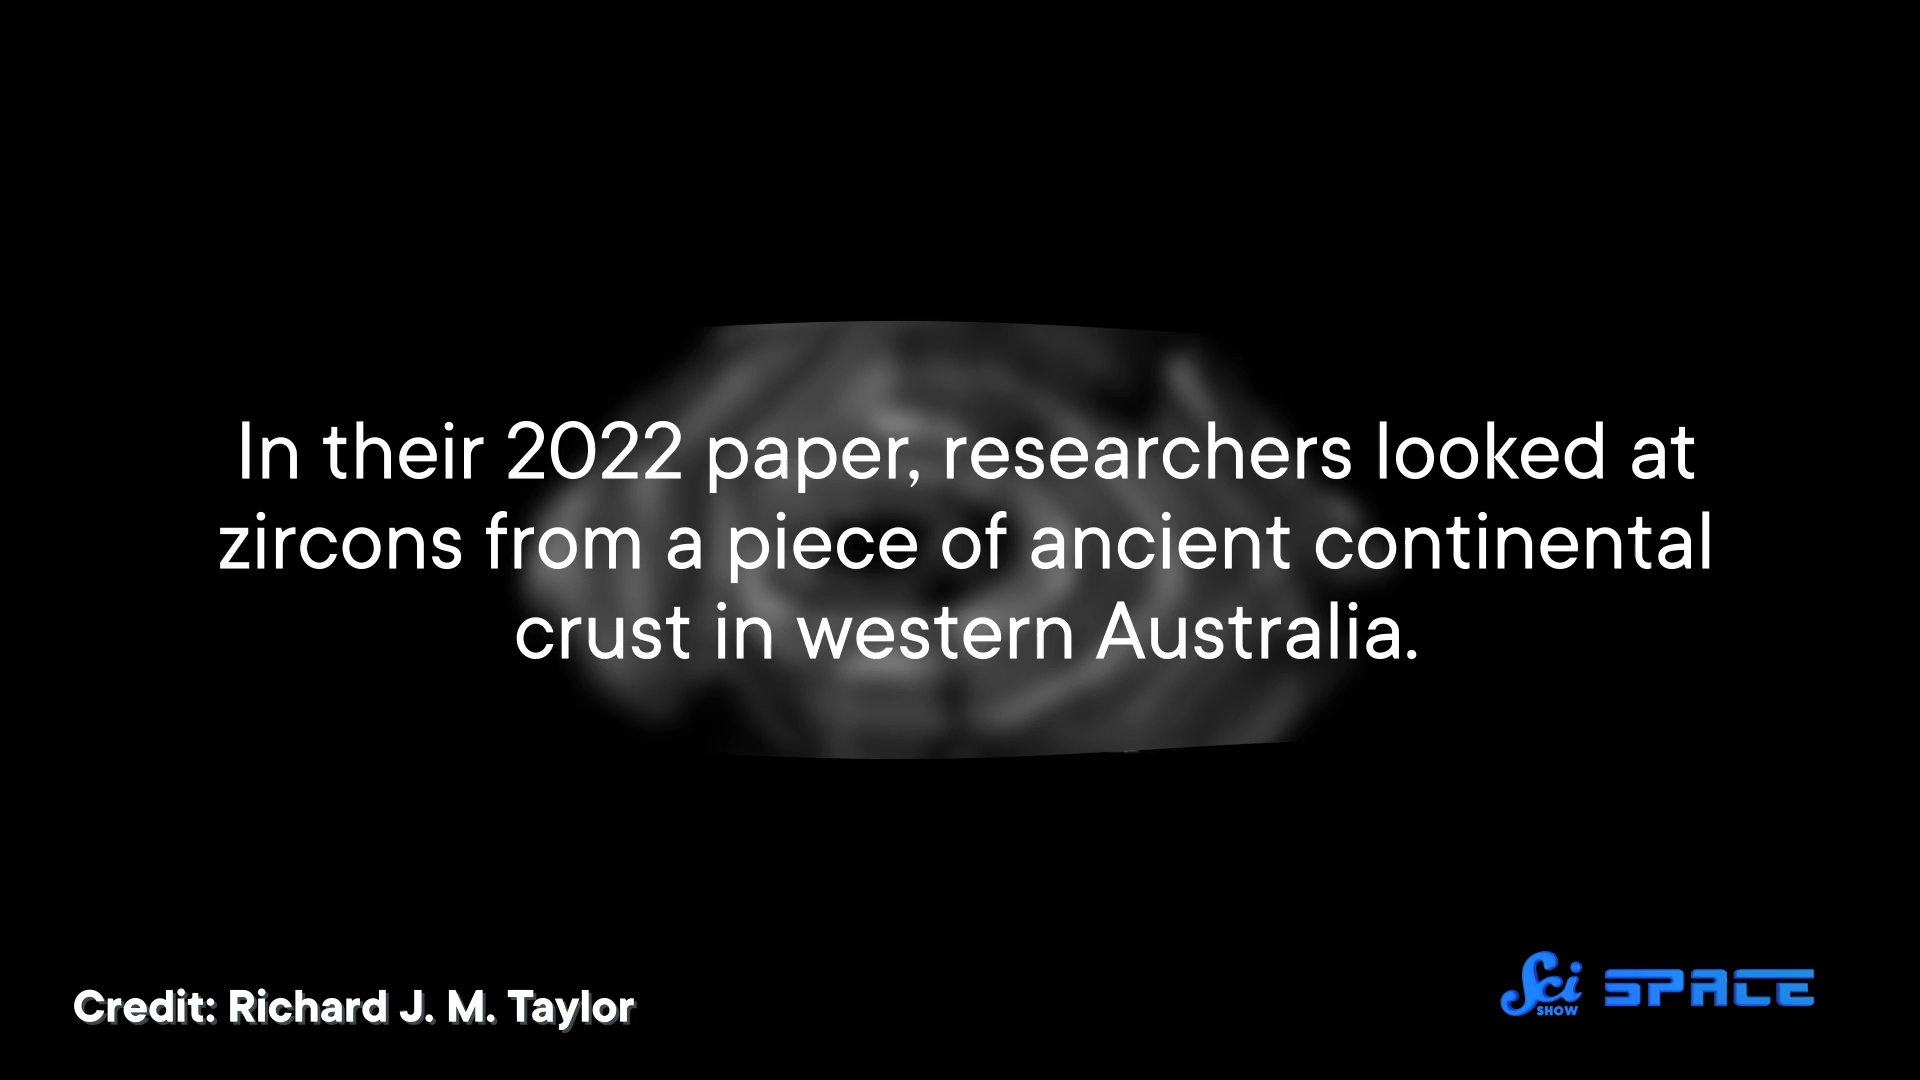 In their 2022 paper, researchers looked at
zircons from a piece of ancient continental
crust in western Australia.
Credit: Richard J. M. Taylor
Sci SHOW SPACE